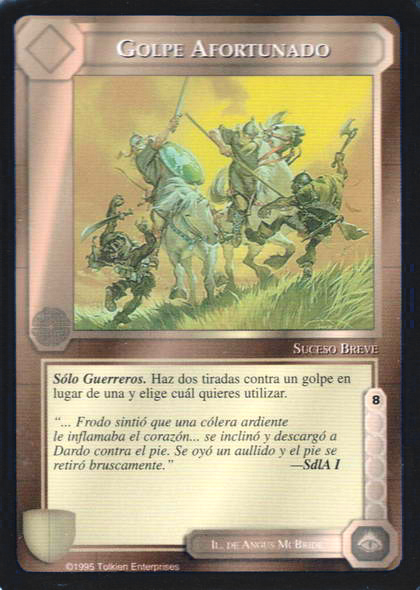 GOLPE AFORTUNADO
SUCESO BREVE
Sólo Guerreros. Haz dos tiradas contra un golpe en
lugar de una y elige cuál quieres utilizar.
8
“... Frodo sintió que una cólera ardiente
le inflamaba el corazón... se inclinó y descargó a
Dardo contra el pie. Se oyó un aullido y el pie se
retiró bruscamente.” —SdlA I
IL. DE ANGUS MCBRIDE
©1995 Tolkien Enterprises